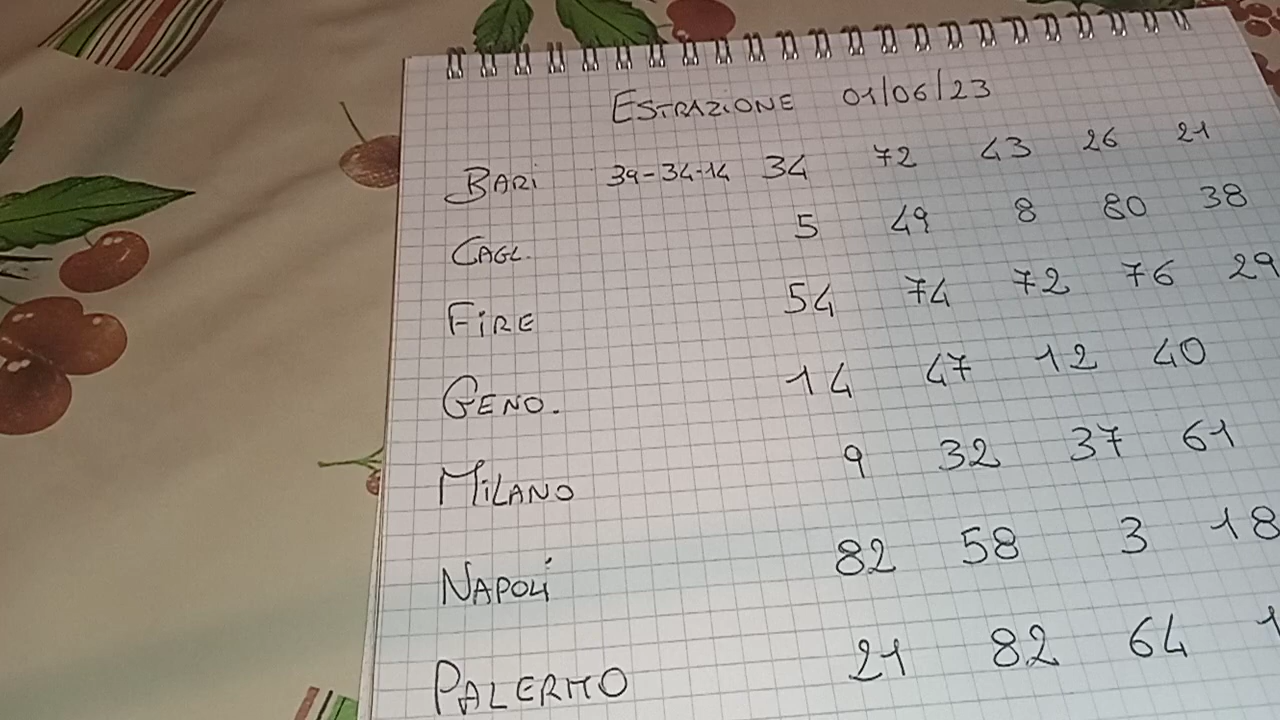 ESTRAZIONE 01/06/23
BARI 39-34-14 34 72 43 26 21
CAGL. 5 49 8 80 38
FIRE 54 74 72 76 29
GENO. 14 47 12 40
MILANO 9 32 37 61
NAPOLI 82 58 3 18
PALERMO 21 82 64